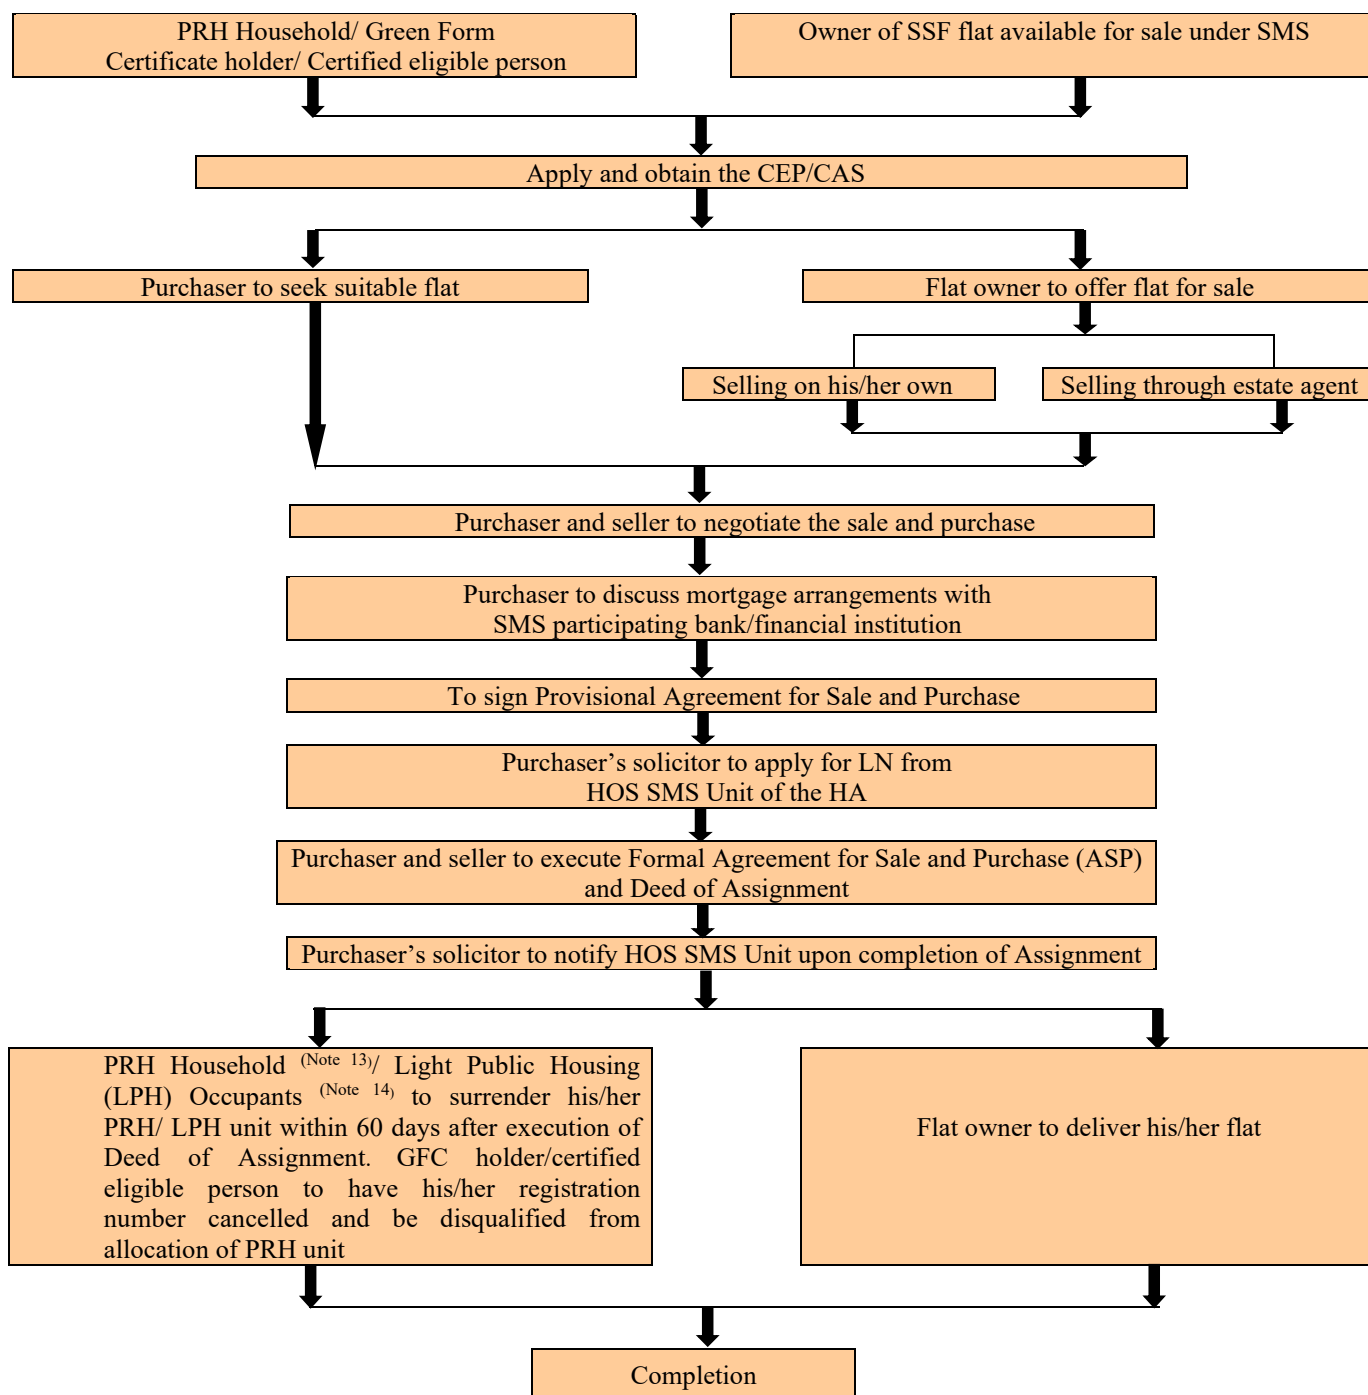 PRH Household/ Green Form
Certificate holder/ Certified eligible person
Owner of SSF flat available for sale under SMS
Apply and obtain the CEP/CAS
Purchaser to seek suitable flat
Flat owner to offer flat for sale
Selling on his/her own
Selling through estate agent
Purchaser and seller to negotiate the sale and purchase
Purchaser to discuss mortgage arrangements with
SMS participating bank/financial institution
To sign Provisional Agreement for Sale and Purchase
Purchaser’s solicitor to apply for LN from
HOS SMS Unit of the HA
Purchaser and seller to execute Formal Agreement for Sale and Purchase (ASP)
and Deed of Assignment
Purchaser’s solicitor to notify HOS SMS Unit upon completion of Assignment
PRH Household (Note 13)/ Light Public Housing
(LPH) Occupants (Note 14) to surrender his/her
PRH/ LPH unit within 60 days after execution of
Deed of Assignment. GFC holder/certified
eligible person to have his/her registration
number cancelled and be disqualified from
allocation of PRH unit
Flat owner to deliver his/her flat
Completion